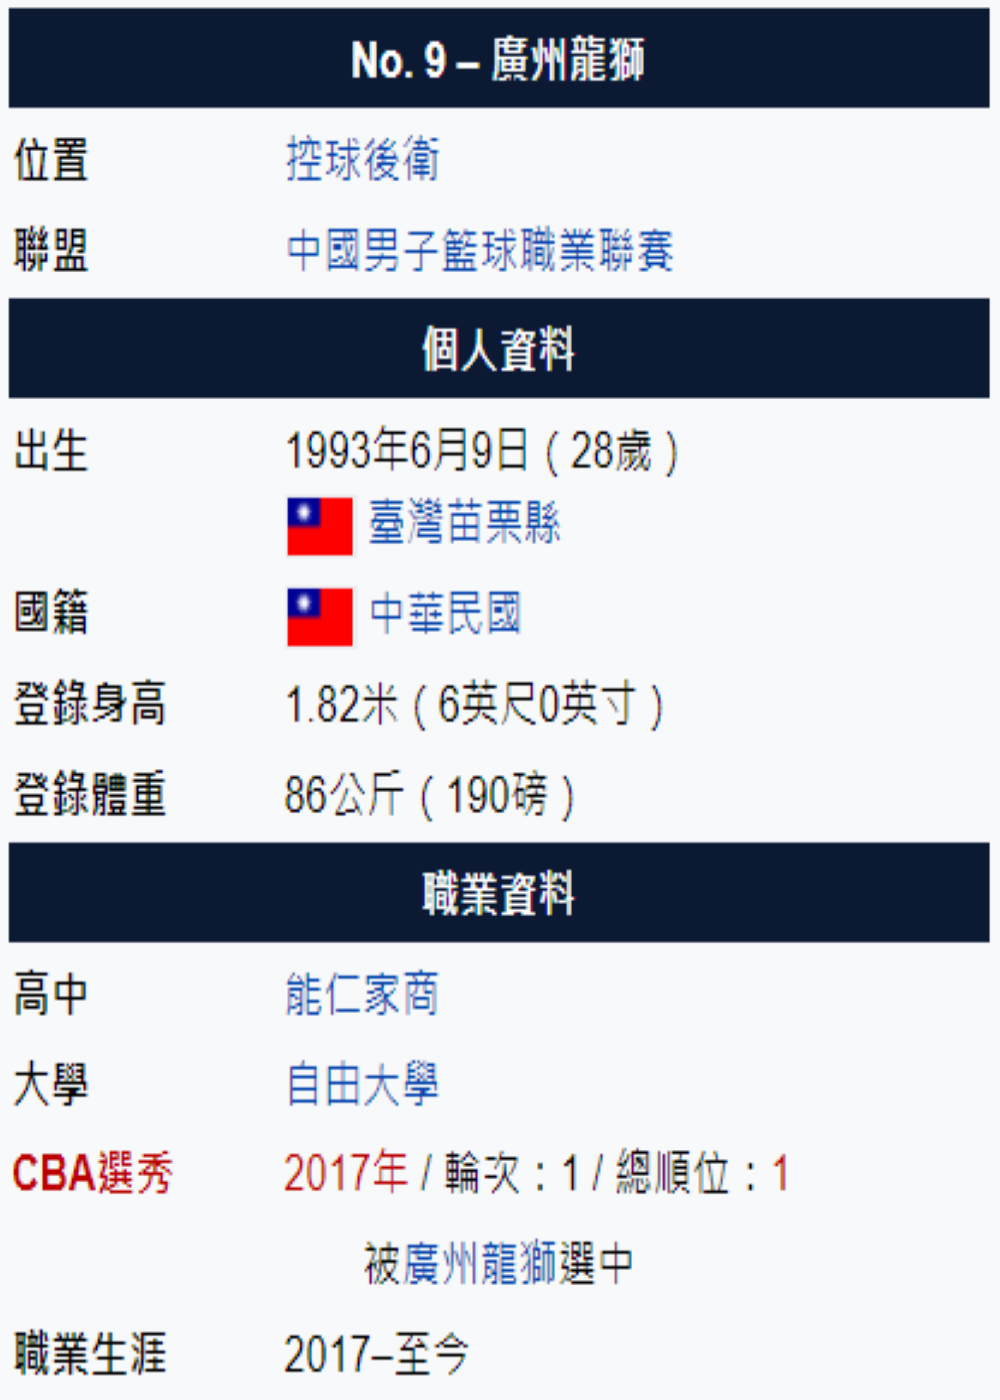 No. 9 – 廣州龍獅
位置 控球後衛
聯盟 中國男子籃球職業聯賽
個人資料
出生 1993年6月9日（28歲）
臺灣苗栗縣
國籍 中華民國
登錄身高 1.82米（6英尺0英寸）
登錄體重 86公斤（190磅）
職業資料
高中 能仁家商
大學 自由大學
CBA選秀 2017年 / 輪次：1 / 總順位：1
被廣州龍獅選中
職業生涯 2017–至今